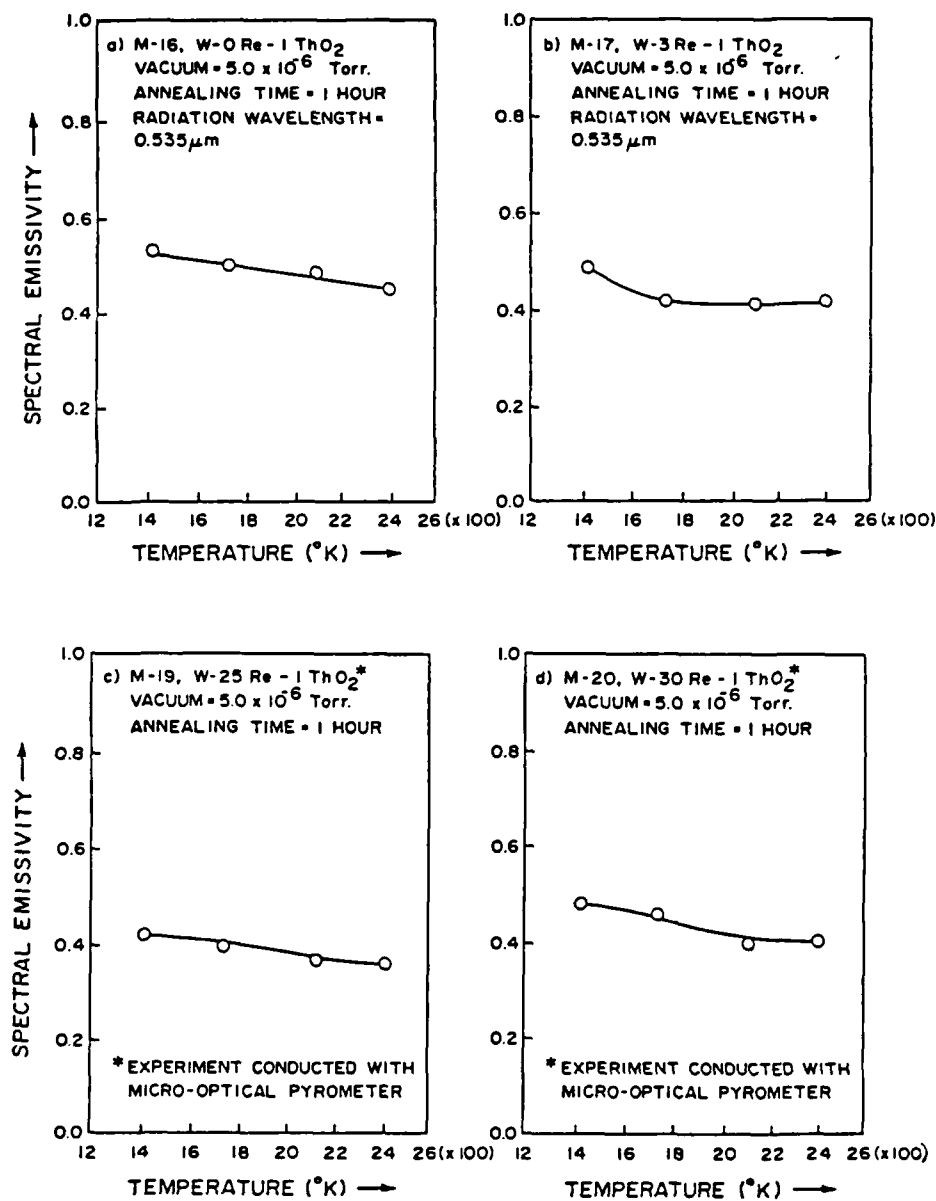 a) M-16, W-0 Re - 1 ThO₂
VACUUM = 5.0 x 10⁻⁶ Torr.
ANNEALING TIME = 1 HOUR
RADIATION WAVELENGTH =
0.535 μm
SPECTRAL EMISSIVITY →
1.0
0.8
0.6
0.4
0.2
0.0
12 14 18 20 22 24 26 (x 100)
TEMPERATURE (°K) →
b) M-17, W-3 Re - 1 ThO₂
VACUUM = 5.0 x 10⁻⁶ Torr.
ANNEALING TIME = 1 HOUR
RADIATION WAVELENGTH =
0.535 μm
1.0
0.8
0.6
0.4
0.2
0.0
12 14 18 20 22 24 26 (x 100)
TEMPERATURE (°K) →
c) M-19, W-25 Re - 1 ThO₂*
VACUUM = 5.0 x 10⁻⁶ Torr.
ANNEALING TIME = 1 HOUR
SPECTRAL EMISSIVITY →
1.0
0.8
0.6
0.4
0.2
0.0
* EXPERIMENT CONDUCTED WITH
MICRO-OPTICAL PYROMETER
12 14 18 20 22 24 26 (x 100)
TEMPERATURE (°K) →
d) M-20, W-30 Re - 1 ThO₂*
VACUUM = 5.0 x 10⁻⁶ Torr.
ANNEALING TIME = 1 HOUR
1.0
0.8
0.6
0.4
0.2
0.0
* EXPERIMENT CONDUCTED WITH
MICRO-OPTICAL PYROMETER
12 14 18 20 22 24 26 (x 100)
TEMPERATURE (°K) →